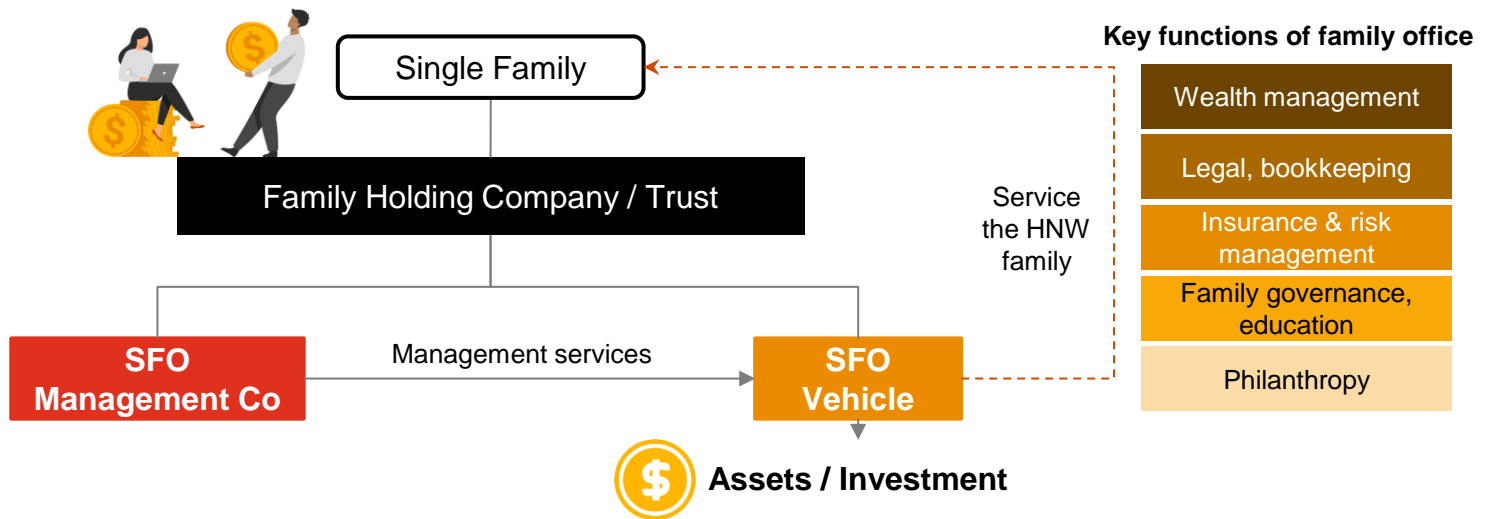 Single Family
Family Holding Company / Trust
Service
the HNW
family
SFO
Management Co
Management services
SFO
Vehicle
Assets / Investment
Key functions of family office
Wealth management
Legal, bookkeeping
Insurance & risk
management
Family governance,
education
Philanthropy